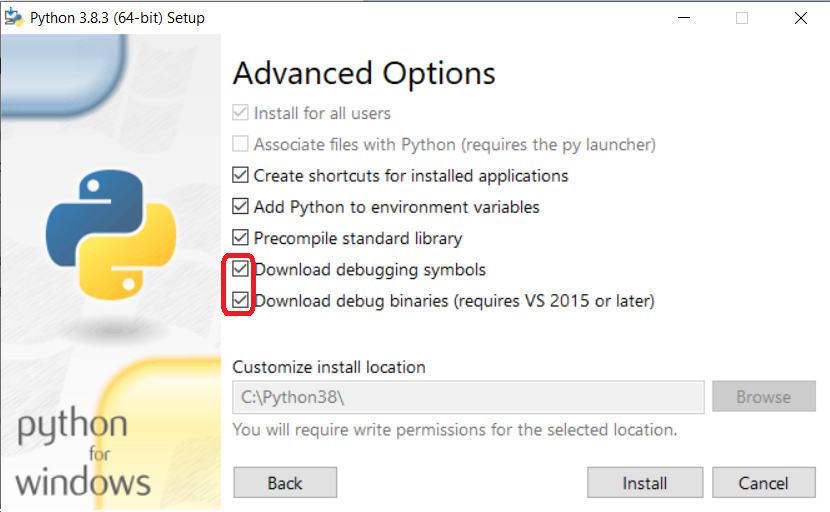 Python 3.8.3 (64-bit) Setup
Advanced Options
Install for all users
Associate files with Python (requires the py launcher)
Create shortcuts for installed applications
Add Python to environment variables
Precompile standard library
Download debugging symbols
Download debug binaries (requires VS 2015 or later)
Customize install location
C:\Python38\
Browse
You will require write permissions for the selected location.
python
for
windows
Back
Install
Cancel